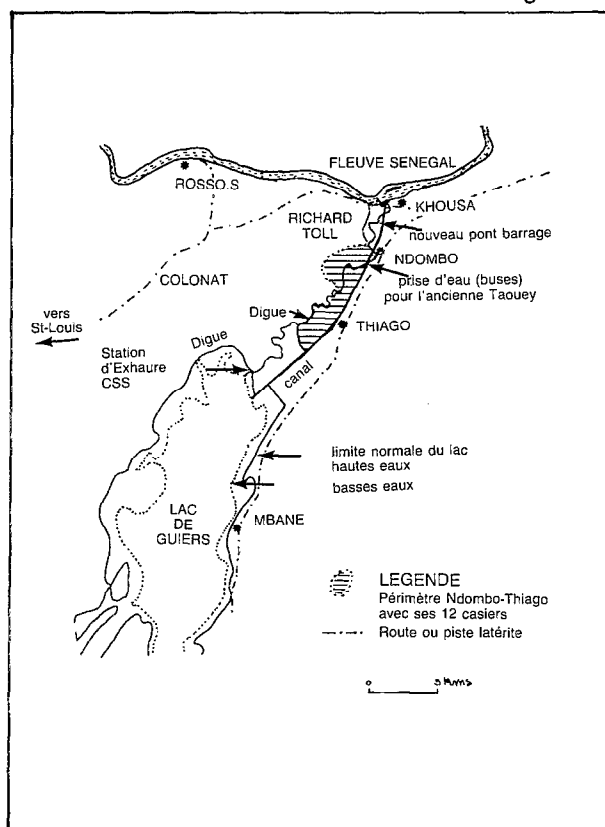 FLEUVE SENEGAL
ROSSO.S
KHOUSA
RICHARD
TOLL
nouveau pont barrage
NDOMBO
COLONAT
prise d'eau (buses)
pour l'ancienne Taouey
vers
St-Louis
Digue
THIAGO
Digue
Station
d'Exhaure
CSS
canal
limite normale du lac
hautes eaux
basses eaux
LAC
DE
GUIERS
MBANE
LEGENDE
Périmètre Ndombo-Thiago
avec ses 12 casiers
Route ou piste latérite
0
Kms